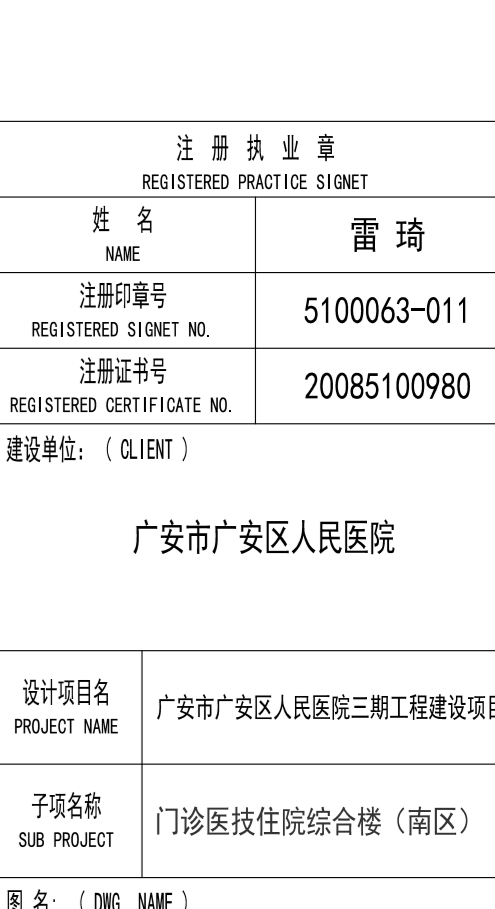 注 册 执 业 章
REGISTERED PRACTICE SIGNET
姓 名
NAME
雷 琦
注册印章号
REGISTERED SIGNET NO.
5100063-011
注册证书号
REGISTERED CERTIFICATE NO.
20085100980
建设单位: ( CLIENT )
广安市广安区人民医院
设计项目名
PROJECT NAME
广安市广安区人民医院三期工程建设项目
子项名称
SUB PROJECT
门诊医技住院综合楼（南区）
图 名: ( DWG NAME )